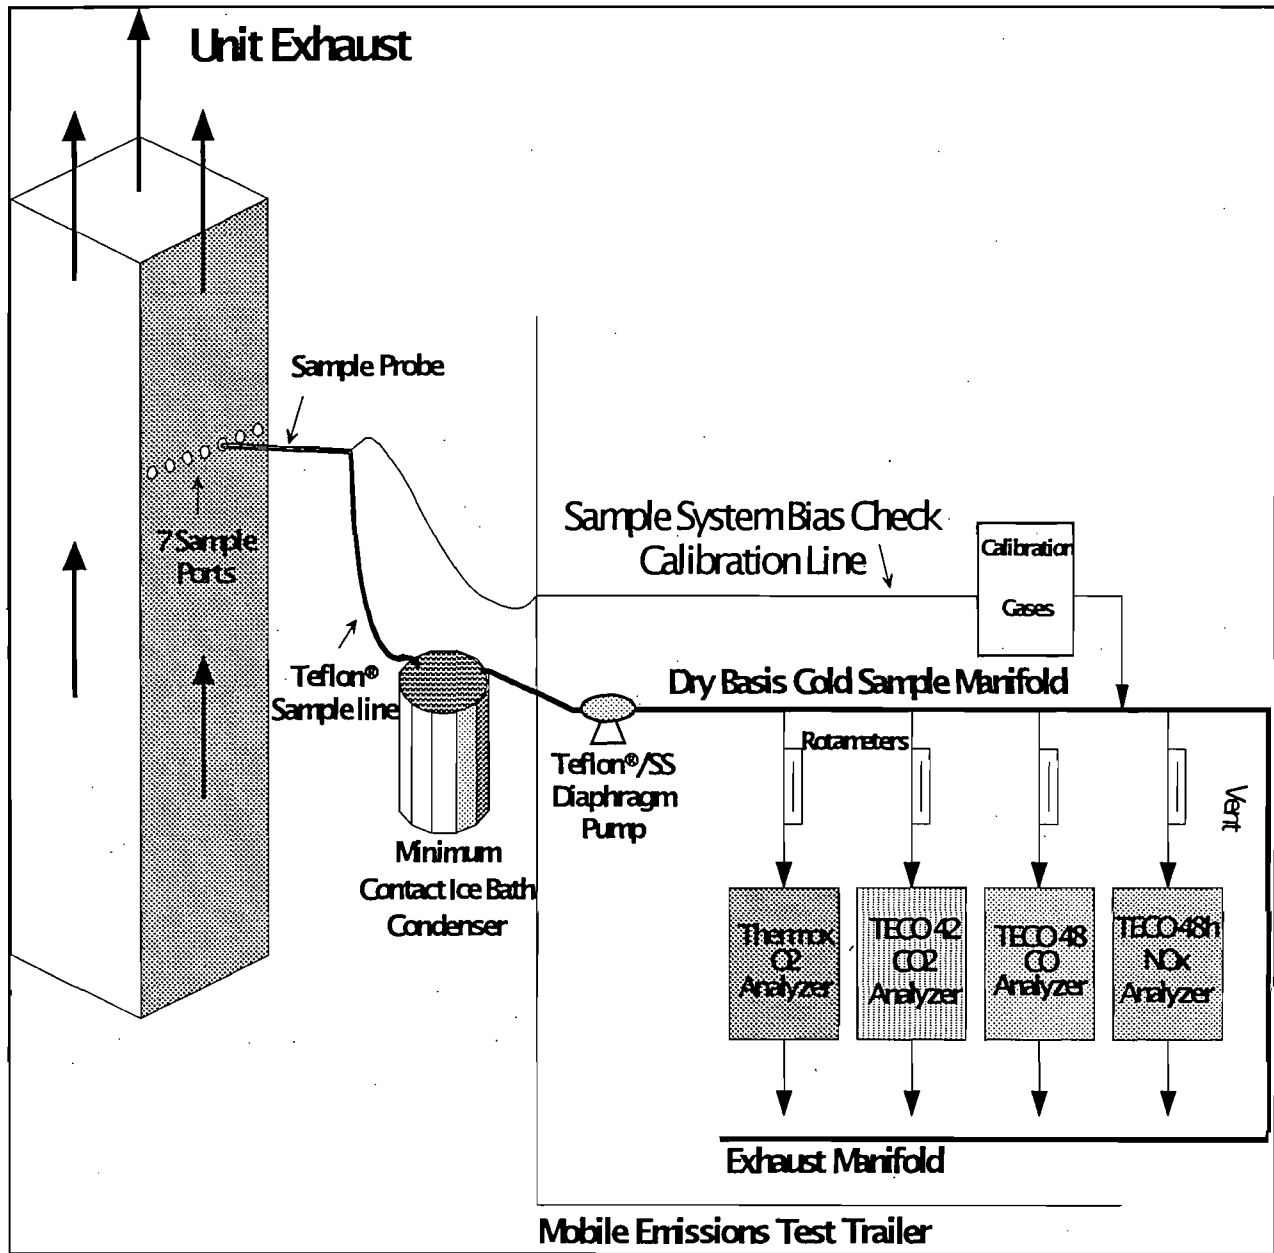 Unit Exhaust
Sample Probe
7 Sample
Ports
Sample System Bias Check
Calibration Line
Calibration
Gases
Teflon®
Sample line
Dry Basis Cold Sample Manifold
Rotameters
Teflon®/SS
Diaphragm
Pump
Vent
Minimum
Contact Ice Bath
Condenser
Thermox
O2
Analyzer
TECO 42
CO2
Analyzer
TECO 48
CO
Analyzer
TECO 48h
NOx
Analyzer
Exhaust Manifold
Mobile Emissions Test Trailer